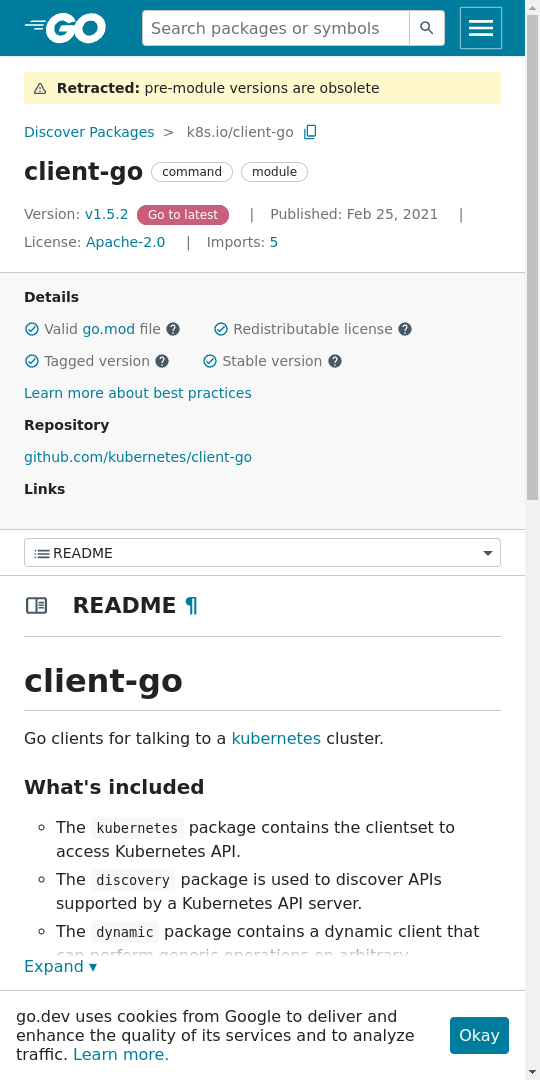 GO
Search packages or symbols
Retracted: pre-module versions are obsolete
Discover Packages > k8s.io/client-go
client-go command module
Version: v1.5.2 Go to latest | Published: Feb 25, 2021 |
License: Apache-2.0 | Imports: 5
Details
Valid go.mod file Redistributable license
Tagged version Stable version
Learn more about best practices
Repository
github.com/kubernetes/client-go
Links
README
README ¶
client-go
Go clients for talking to a kubernetes cluster.
What's included
The kubernetes package contains the clientset to
access Kubernetes API.
The discovery package is used to discover APIs
supported by a Kubernetes API server.
The dynamic package contains a dynamic client that
can perform generic operations on arbitrary
Expand ▾
go.dev uses cookies from Google to deliver and
enhance the quality of its services and to analyze
traffic. Learn more.
Okay